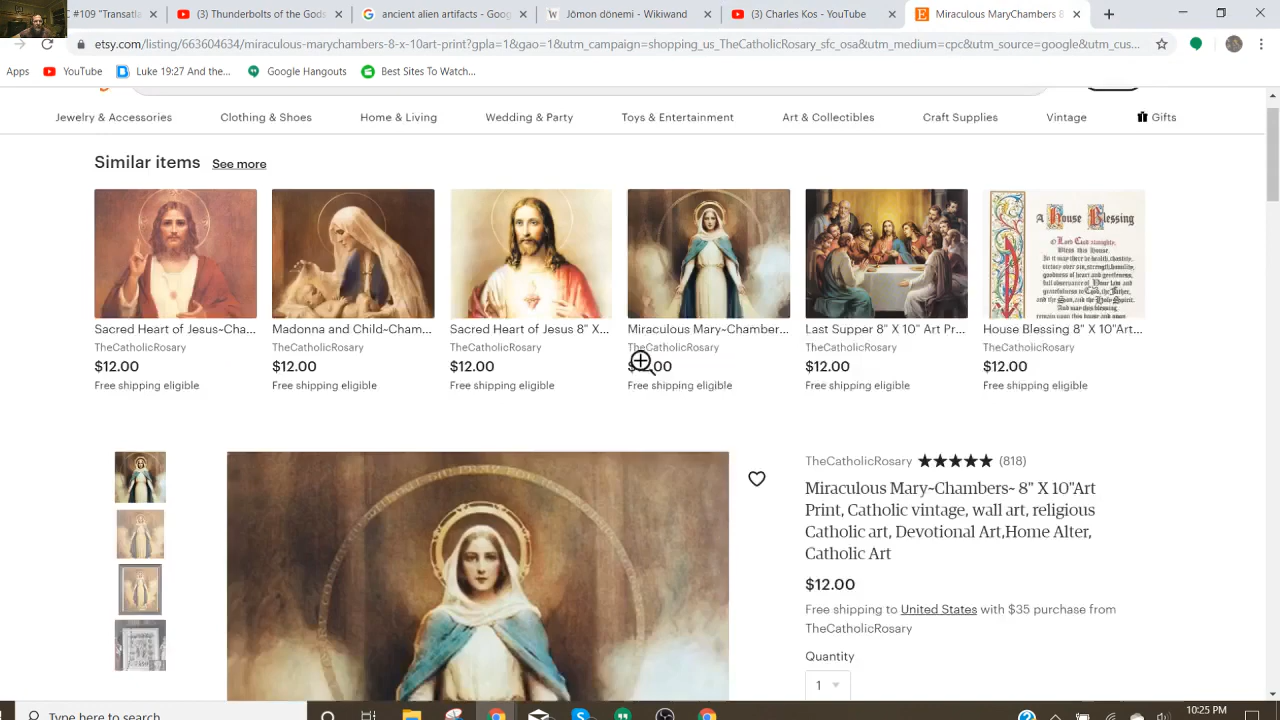 C #109 "Transatla
(3) Thunderbolts of the Gods
ancient alien
og
Jōmon dönemi - Wikiwand
(3) Charles
YouTube
Miraculous MaryChambers 8
etsy.com/listing/663604634/miraculous-marychambers-8-x-10art-print?gpa=1&gao=1&utm_campaign=shopping_us_TheCatholicRosary_sfc_osa&utm_medium=cpc&utm_source=google&utm_cus...
Apps
YouTube
Luke 19:27 And the...
Google Hangouts
Best Sites To Watch...
Jewelry & Accessories
Clothing & Shoes
Home & Living
Wedding & Party
Toys & Entertainment
Art & Collectibles
Craft Supplies
Vintage
Gifts
Similar items See more
A House Blessing
O Lord God almighty,
Bless this House.
Sacred Heart of Jesus~Cha...
TheCatholicRosary
$12.00
Free shipping eligible
Madonna and Child~Cham...
TheCatholicRosary
$12.00
Free shipping eligible
Sacred Heart of Jesus 8" X...
TheCatholicRosary
$12.00
Free shipping eligible
Miraculous Mary~Chamber...
TheCatholicRosary
Free shipping eligible
Last Supper 8" X 10" Art Pr...
TheCatholicRosary
$12.00
Free shipping eligible
House Blessing 8" X 10"Art...
TheCatholicRosary
$12.00
Free shipping eligible
TheCatholicRosary ★★★★★ (818)
Miraculous Mary~Chambers~ 8" X 10"Art
Print, Catholic vintage, wall art, religious
Catholic art, Devotional Art,Home Alter,
Catholic Art
$12.00
Free shipping to United States with $35 purchase from
TheCatholicRosary
Quantity
1
Type here to search
10:25 PM